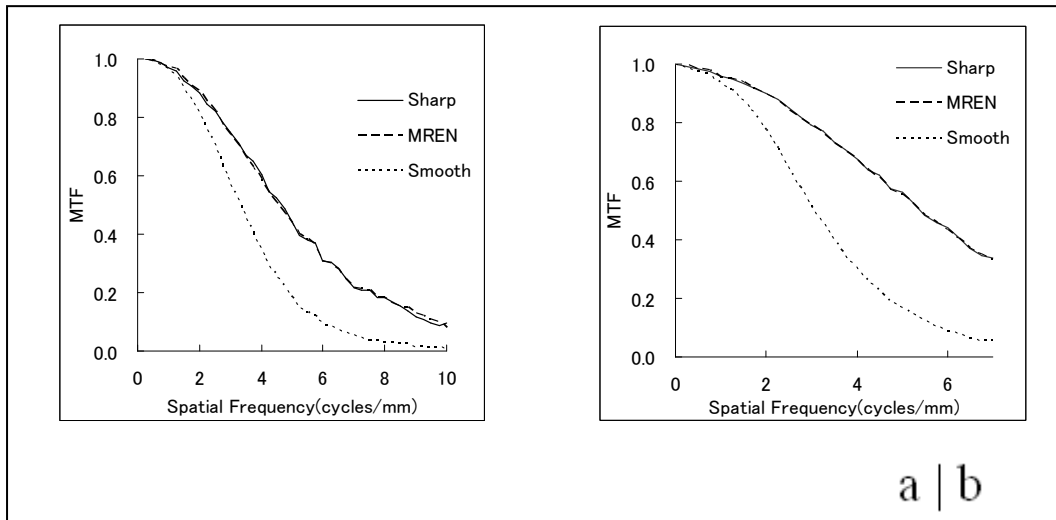 1.0
0.8
0.6
0.4
0.2
0.0
MTF
0
2
4
6
8
10
Spatial Frequency(cycles/mm)
Sharp
MREN
Smooth
1.0
0.8
0.6
0.4
0.2
0.0
MTF
0
2
4
6
Spatial Frequency(cycles/mm)
Sharp
MREN
Smooth
a | b